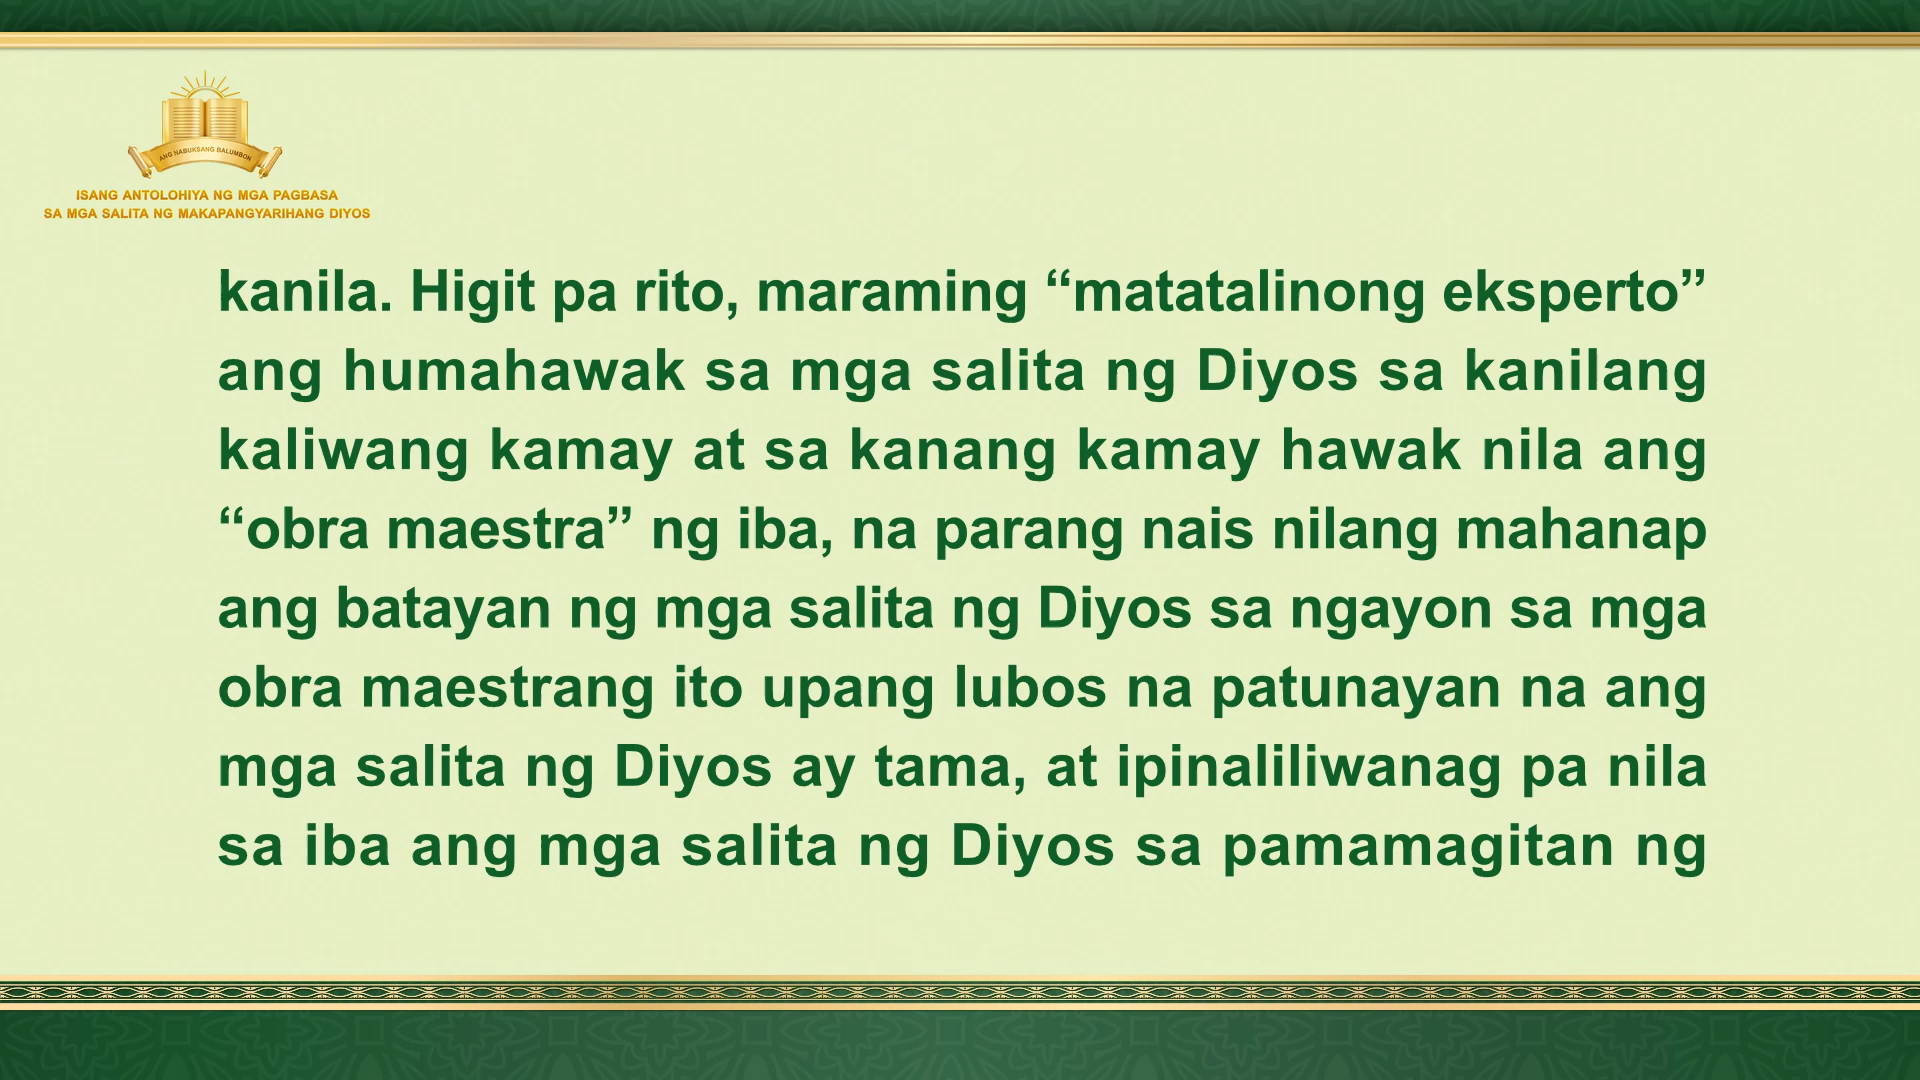 ANG NABUKSANG BALUMBON
ISANG ANTOLOHIYA NG MGA PAGBASA
SA MGA SALITA NG MAKAPANGYARIHANG DIYOS
kanila. Higit pa rito, maraming “matatalinong eksperto”
ang humahawak sa mga salita ng Diyos sa kanilang
kaliwang kamay at sa kanang kamay hawak nila ang
“obra maestra” ng iba, na parang nais nilang mahanap
ang batayan ng mga salita ng Diyos sa ngayon sa mga
obra maestrang ito upang lubos na patunayan na ang
mga salita ng Diyos ay tama, at ipinaliliwanag pa nila
sa iba ang mga salita ng Diyos sa pamamagitan ng